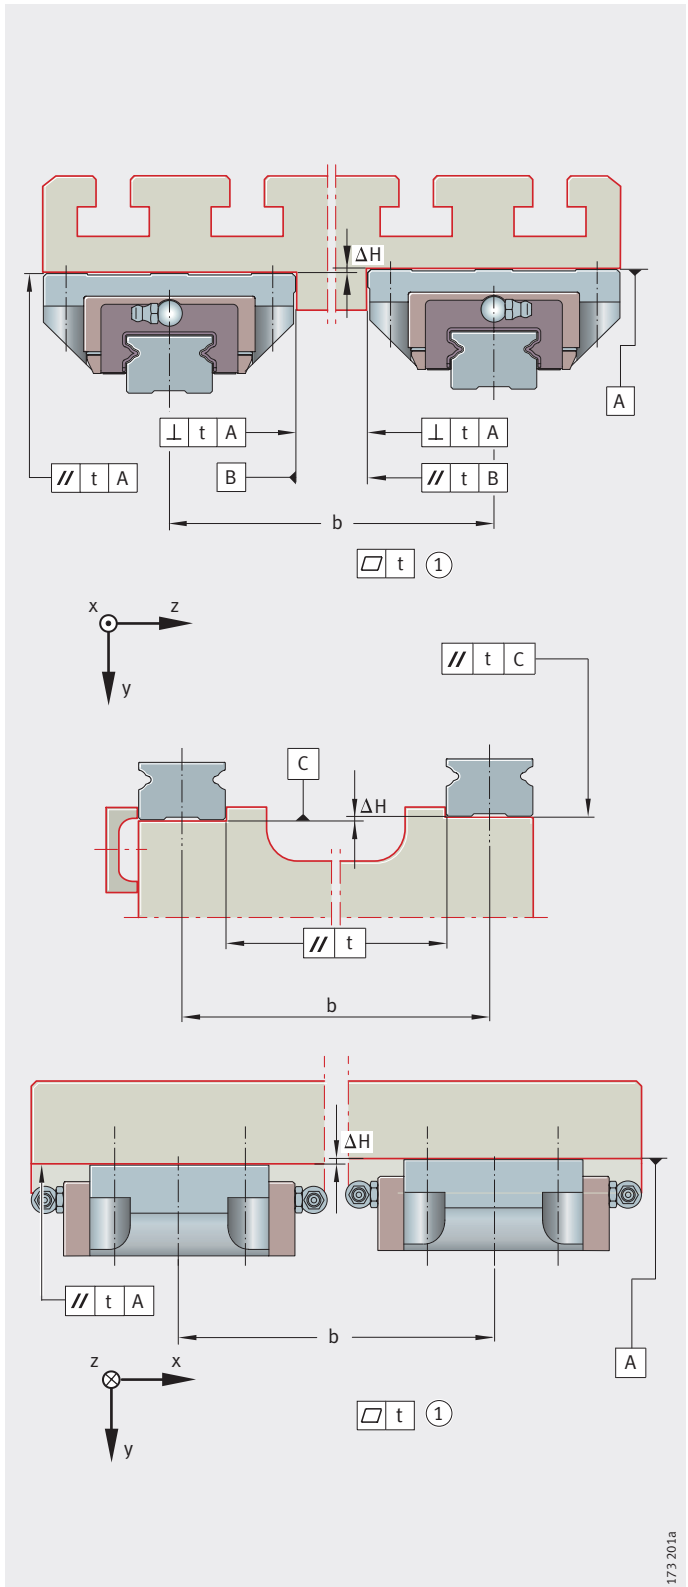 ΔH
A
⊥ t A
⊥ t A
// t A
B
// t B
b
⏥ t 1
x z
y
// t C
C
ΔH
// t
b
ΔH
// t A
b
A
z x
y
⏥ t 1
173 201a